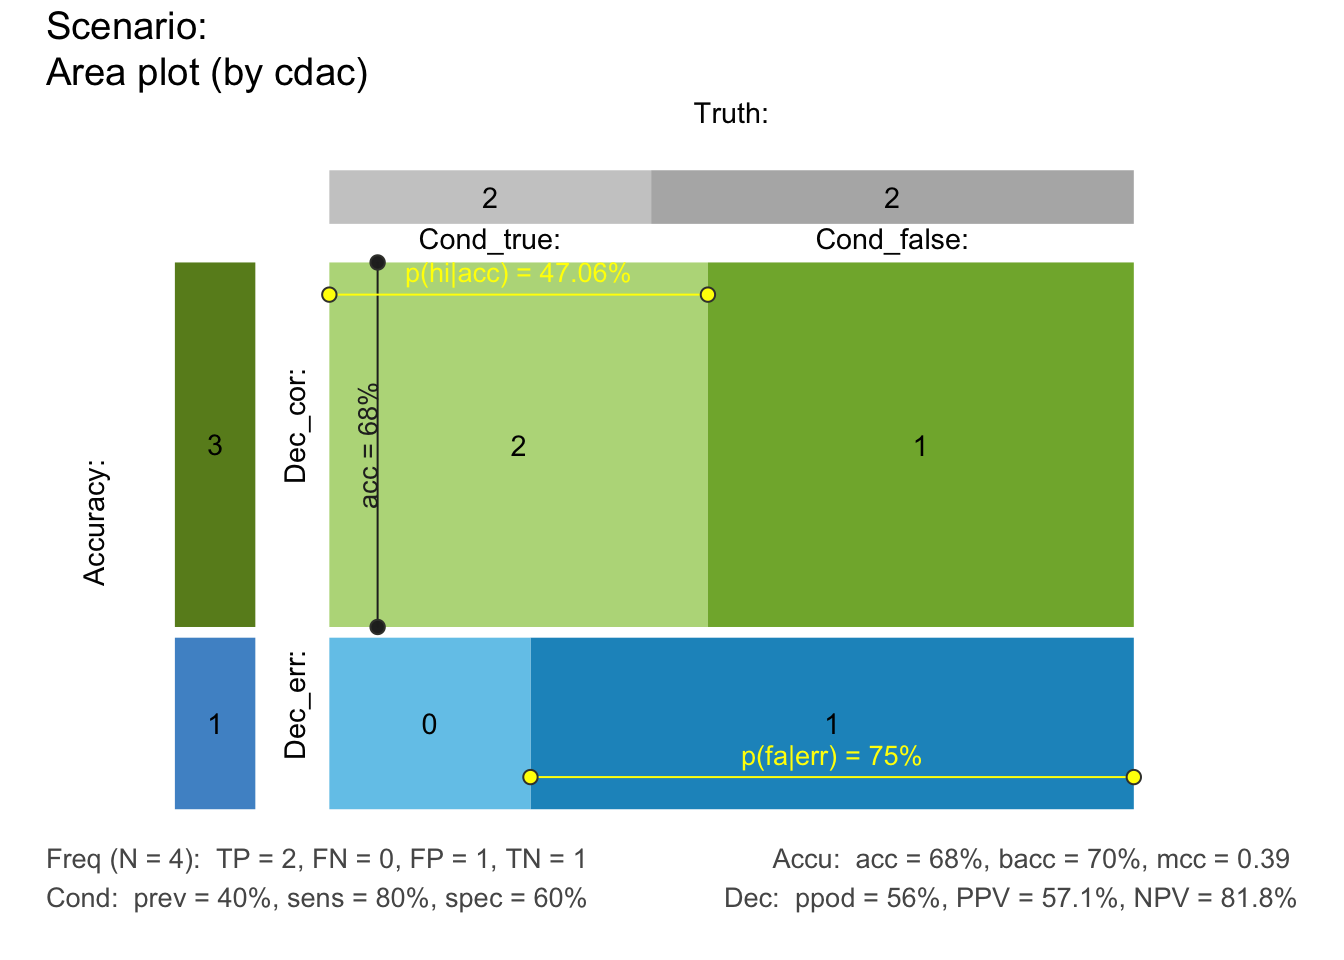 Scenario:
Area plot (by cdac)
Truth:
2 2
Cond_true: Cond_false:
p(hi|acc) = 47.06%
Accuracy:
3
Dec_cor:
acc = 68%
2
1
1
Dec_err:
0
1
p(fa|err) = 75%
Freq (N = 4):  TP = 2, FN = 0, FP = 1, TN = 1
Accu:  acc = 68%, bacc = 70%, mcc = 0.39
Cond:  prev = 40%, sens = 80%, spec = 60%
Dec:  ppod = 56%, PPV = 57.1%, NPV = 81.8%